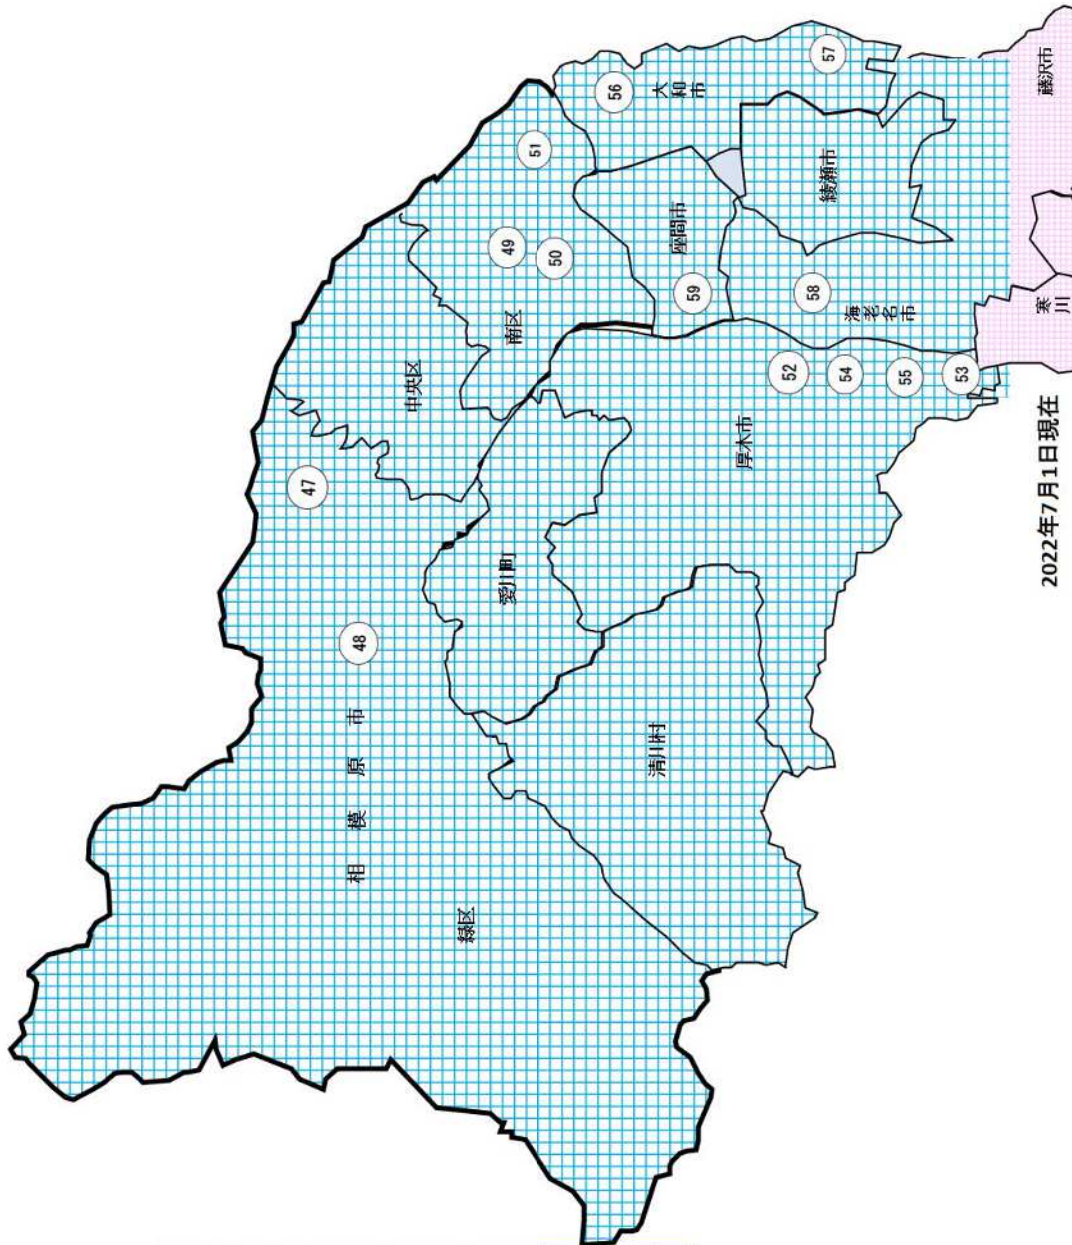 47
48
相模原市
緑区
中央区
南区
49
50
51
愛川町
清川村
厚木市
52
54
55
53
座間市
59
海老名市
58
大和市
56
57
綾瀬市
藤沢市
寒川
2022年7月1日現在